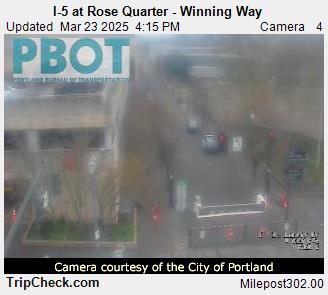 I-5 at Rose Quarter - Winning Way
Updated Mar 23 2025 4:15 PM Camera 4
PBOT
PORTLAND BUREAU OF TRANSPORTATION
Camera courtesy of the City of Portland
TripCheck.com Milepost302.00